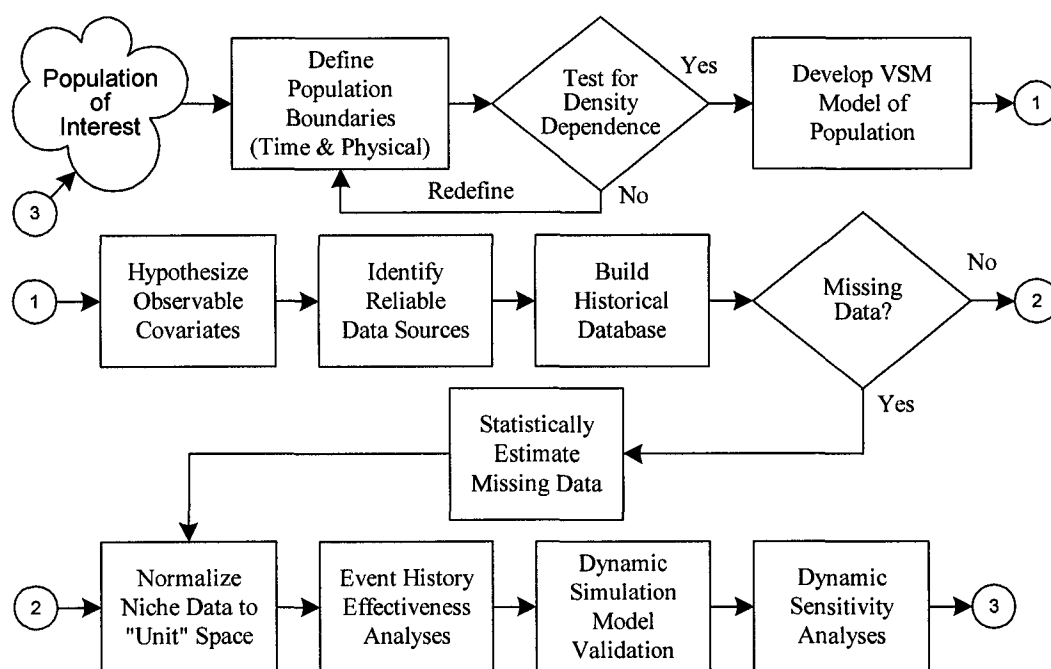 Population
of
Interest
3
Define
Population
Boundaries
(Time & Physical)
Redefine
Test for
Density
Dependence
Yes
No
Develop VSM
Model of
Population
1
1
Hypothesize
Observable
Covariates
Identify
Reliable
Data Sources
Build
Historical
Database
Missing
Data?
No
2
Yes
Statistically
Estimate
Missing Data
2
Normalize
Niche Data to
"Unit" Space
Event History
Effectiveness
Analyses
Dynamic
Simulation
Model
Validation
Dynamic
Sensitivity
Analyses
3